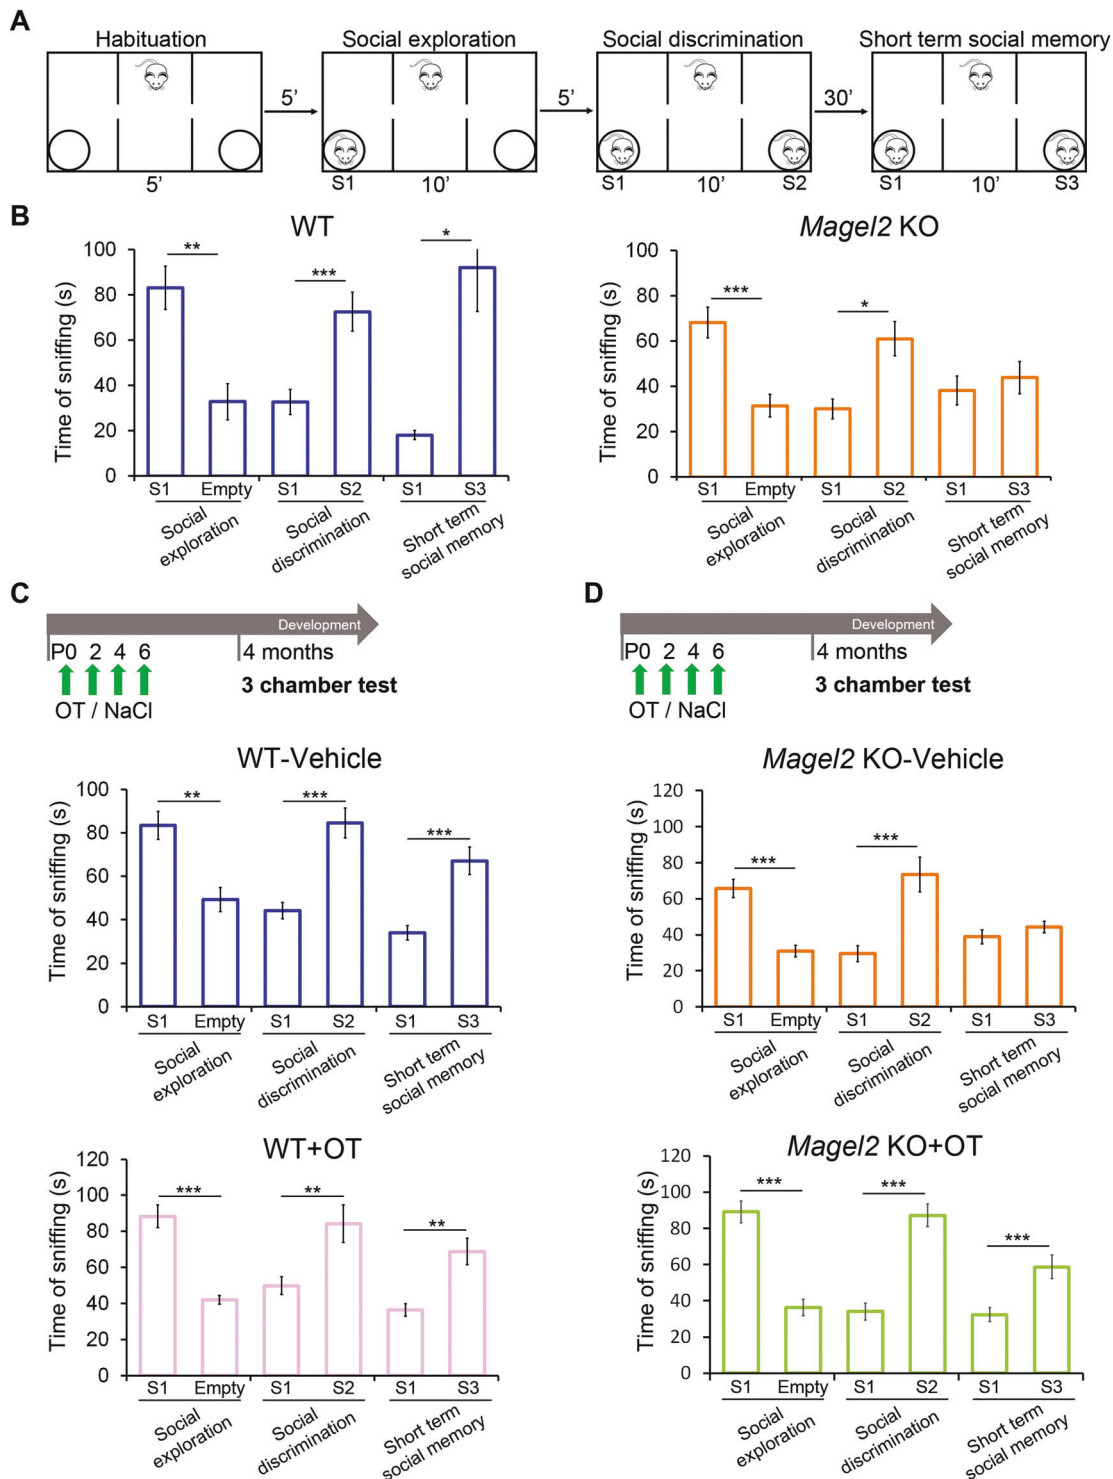 A
Habituation
Social exploration
Social discrimination
Short term social memory
5’
5’
30’
5’
S1
10’
S1
10’
S2
S1
10’
S3
B
WT
Time of sniffing (s)
100
80
60
40
20
0
**
***
*
S1
Empty
S1
S2
S1
S3
Social
exploration
Social
discrimination
Short term
social memory
Magel2 KO
Time of sniffing (s)
100
80
60
40
20
0
***
*
S1
Empty
S1
S2
S1
S3
Social
exploration
Social
discrimination
Short term
social memory
C
Development
P0 2 4 6
4 months
3 chamber test
OT / NaCl
WT-Vehicle
Time of sniffing (s)
100
80
60
40
20
0
**
***
***
S1
Empty
S1
S2
S1
S3
Social
exploration
Social
discrimination
Short term
social memory
WT+OT
Time of sniffing (s)
120
100
80
60
40
20
0
***
**
**
S1
Empty
S1
S2
S1
S3
Social
exploration
Social
discrimination
Short term
social memory
D
Development
P0 2 4 6
4 months
3 chamber test
OT / NaCl
Magel2 KO-Vehicle
Time of sniffing (s)
120
100
80
60
40
20
0
***
***
S1
Empty
S1
S2
S1
S3
Social
exploration
Social
discrimination
Short term
social memory
Magel2 KO+OT
Time of sniffing (s)
120
100
80
60
40
20
0
***
***
***
S1
Empty
S1
S2
S1
S3
Social
exploration
Social
discrimination
Short term
social memory